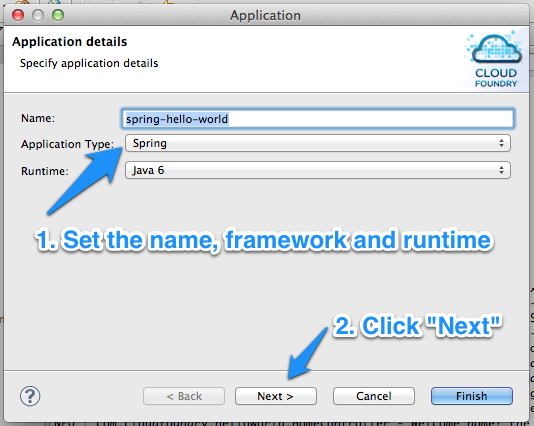 Application
Application details
Specify application details
CLOUD
FOUNDRY
Name: spring-hello-world
Application Type: Spring
Runtime: Java 6
1. Set the name, framework and runtime
2. Click "Next"
? < Back Next > Cancel Finish